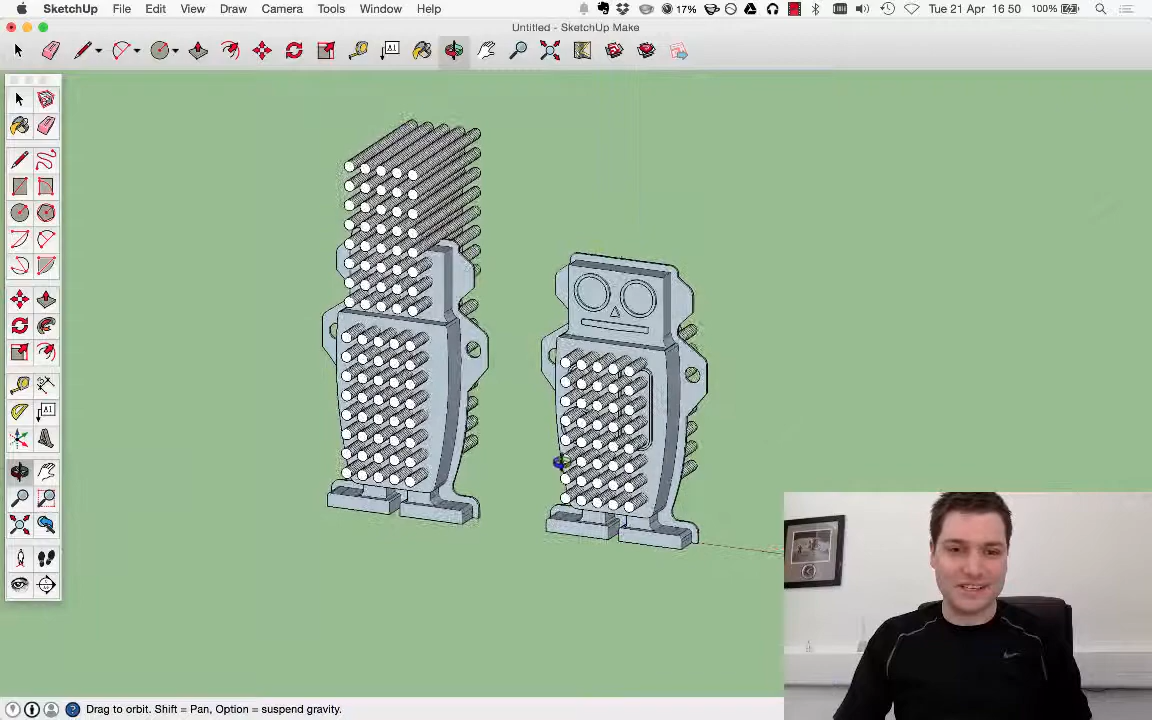 SketchUp File Edit View Draw Camera Tools Window Help 17% Tue 21 Apr 16:50 100%
Untitled - SketchUp Make
Drag to orbit. Shift = Pan, Option = suspend gravity.